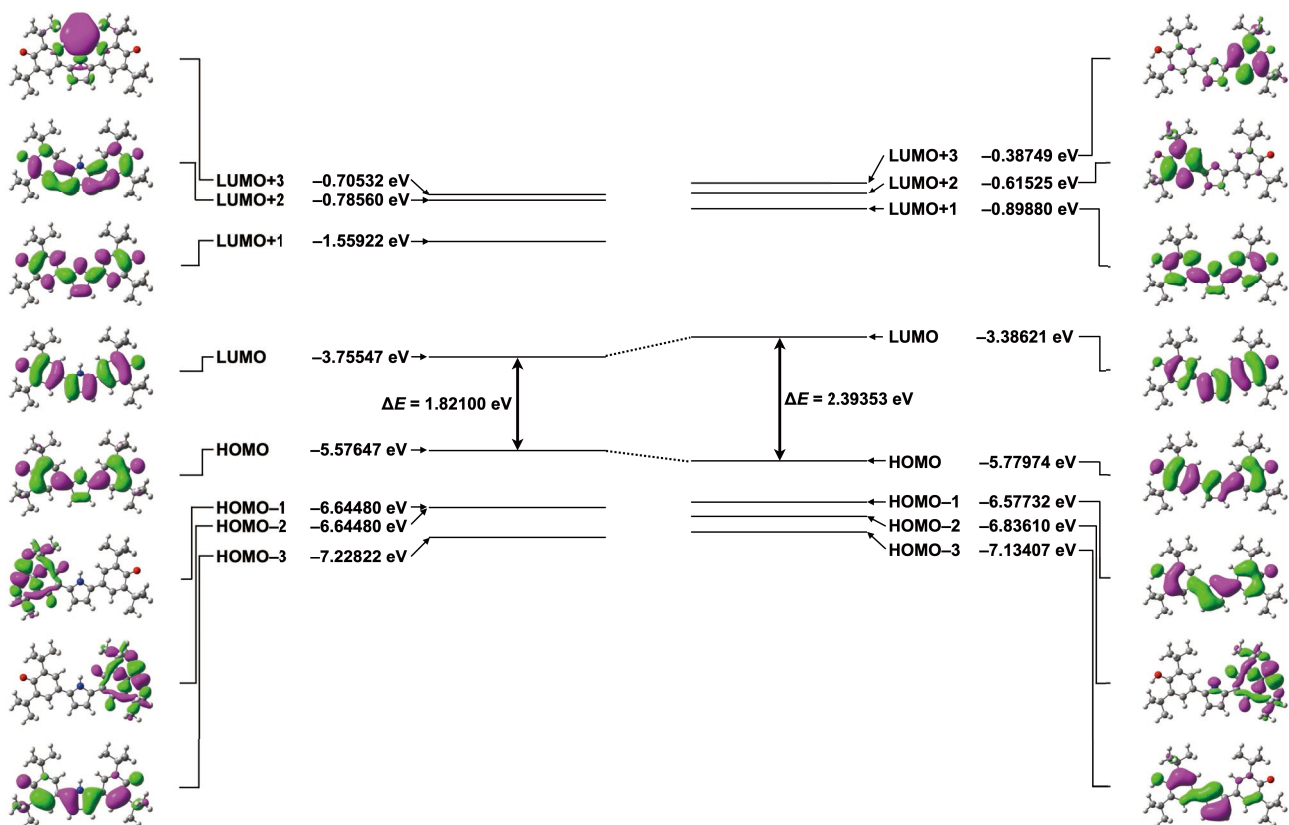 LUMO+3 –0.70532 eV
LUMO+2 –0.78560 eV
LUMO+1 –1.55922 eV
LUMO –3.75547 eV
ΔE = 1.82100 eV
HOMO –5.57647 eV
HOMO–1 –6.64480 eV
HOMO–2 –6.64480 eV
HOMO–3 –7.22822 eV
LUMO+3 –0.38749 eV
LUMO+2 –0.61525 eV
LUMO+1 –0.89880 eV
LUMO –3.38621 eV
ΔE = 2.39353 eV
HOMO –5.77974 eV
HOMO–1 –6.57732 eV
HOMO–2 –6.83610 eV
HOMO–3 –7.13407 eV